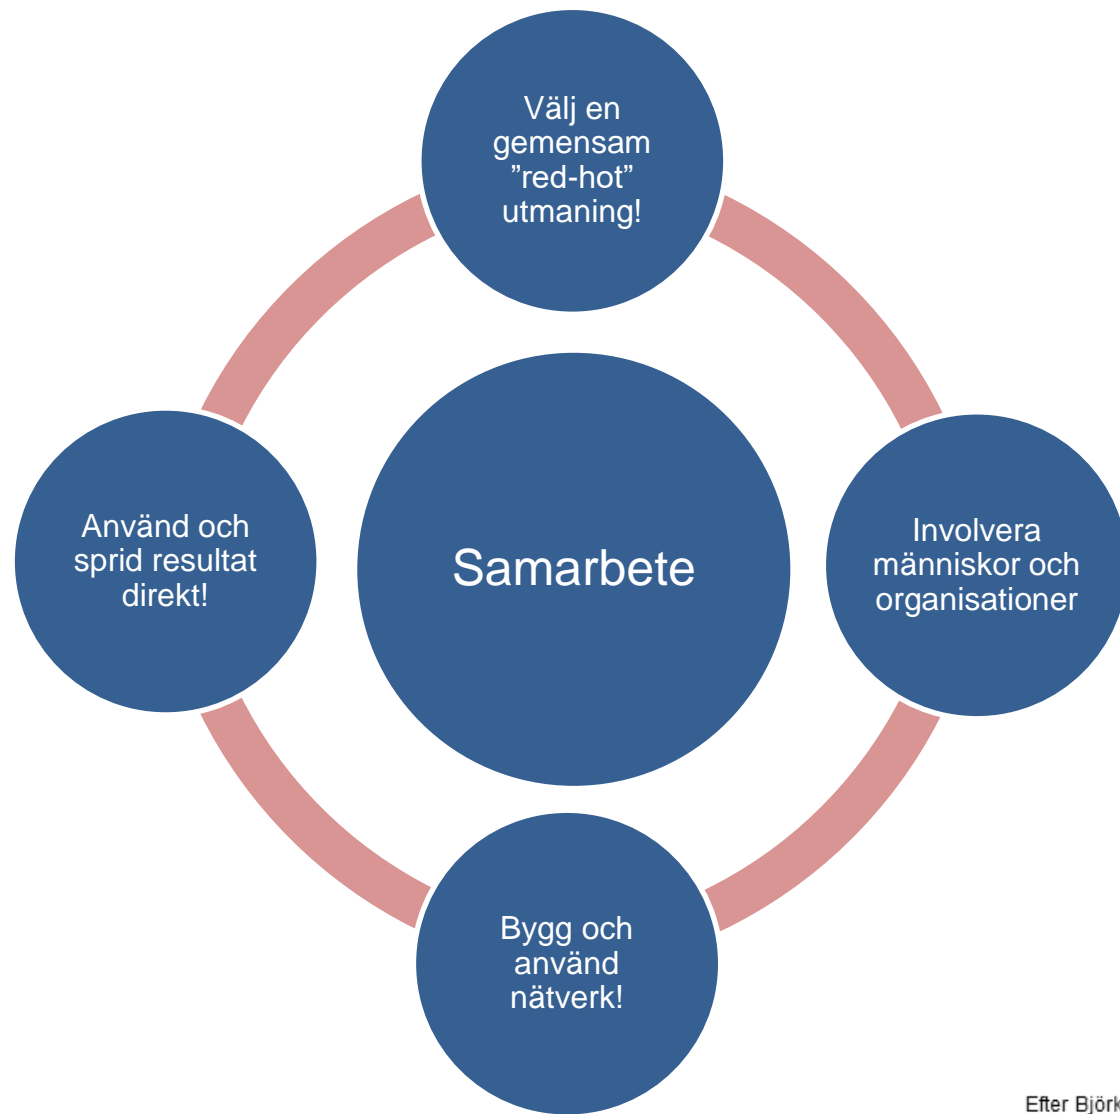 Välj en
gemensam
”red-hot”
utmaning!
Använd och
sprid resultat
direkt!
Samarbete
Involvera
människor och
organisationer
Bygg och
använd
nätverk!
Efter